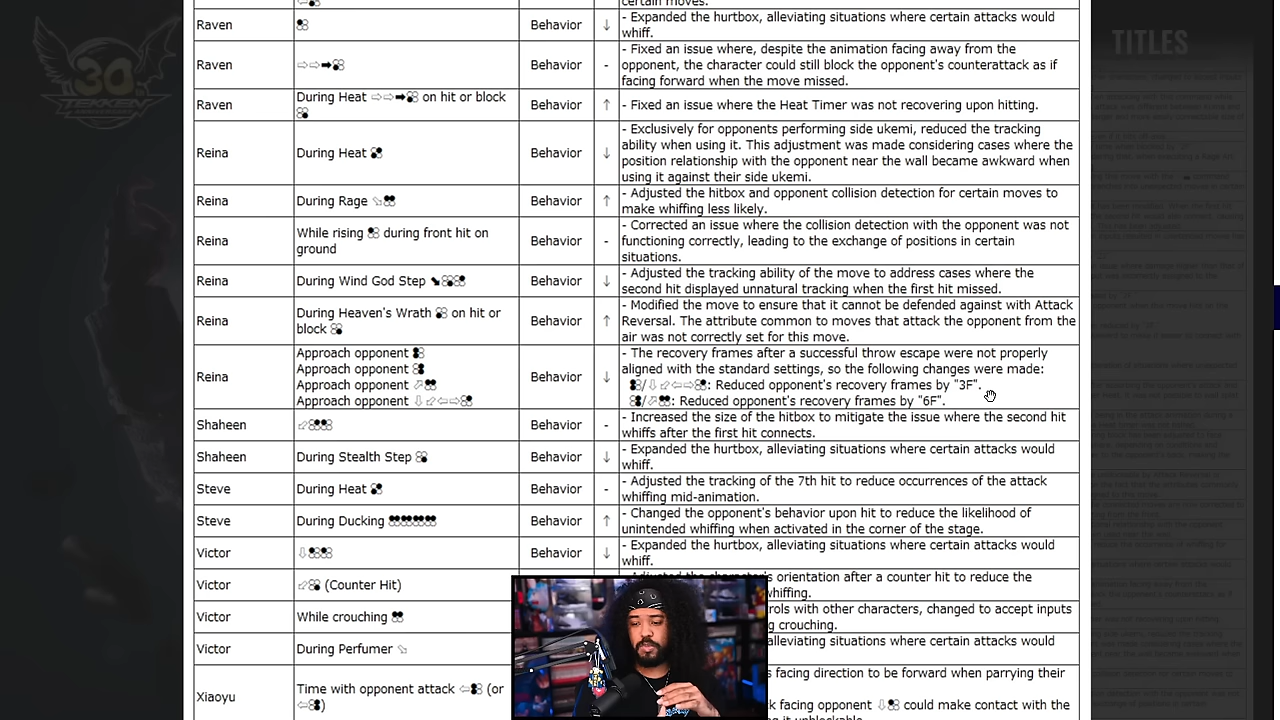 certain moves.
Raven
Behavior
↓
- Expanded the hurtbox, alleviating situations where certain attacks would
whiff.
Raven
Behavior
-
- Fixed an issue where, despite the animation facing away from the
opponent, the character could still block the opponent's counterattack as if
facing forward when the move missed.
Raven
During Heat ⇨⇨➡ on hit or block
Behavior
↑
- Fixed an issue where the Heat Timer was not recovering upon hitting.
Reina
During Heat
Behavior
↓
- Exclusively for opponents performing side ukemi, reduced the tracking
ability when using it. This adjustment was made considering cases where the
position relationship with the opponent near the wall became awkward when
using it against their side ukemi.
Reina
During Rage
Behavior
↑
- Adjusted the hitbox and opponent collision detection for certain moves to
make whiffing less likely.
Reina
While rising during front hit on
ground
Behavior
-
- Corrected an issue where the collision detection with the opponent was not
functioning correctly, leading to the exchange of positions in certain
situations.
Reina
During Wind God Step
Behavior
↓
- Adjusted the tracking ability of the move to address cases where the
second hit displayed unnatural tracking when the first hit missed.
Reina
During Heaven's Wrath on hit or
block
Behavior
↑
- Modified the move to ensure that it cannot be defended against with Attack
Reversal. The attribute common to moves that attack the opponent from the
air was not correctly set for this move.
Reina
Approach opponent
Approach opponent
Approach opponent
Approach opponent
Behavior
↓
- The recovery frames after a successful throw escape were not properly
aligned with the standard settings, so the following changes were made:
: Reduced opponent's recovery frames by "3F".
: Reduced opponent's recovery frames by "6F".
Shaheen
Behavior
-
- Increased the size of the hitbox to mitigate the issue where the second hit
whiffs after the first hit connects.
Shaheen
During Stealth Step
Behavior
↓
- Expanded the hurtbox, alleviating situations where certain attacks would
whiff.
Steve
During Heat
Behavior
-
- Adjusted the tracking of the 7th hit to reduce occurrences of the attack
whiffing mid-animation.
Steve
During Ducking
Behavior
↑
- Changed the opponent's behavior upon hit to reduce the likelihood of
unintended whiffing when activated in the corner of the stage.
Victor
Behavior
↓
- Expanded the hurtbox, alleviating situations where certain attacks would
whiff.
Victor
(Counter Hit)
orientation after a counter hit to reduce the
whiffing.
Victor
While crouching
with other characters, changed to accept inputs
crouching.
Victor
During Perfumer
alleviating situations where certain attacks would
Xiaoyu
Time with opponent attack (or
)
facing direction to be forward when parrying their
facing opponent could make contact with the
it unblockable.
30
TEKKEN
TITLES